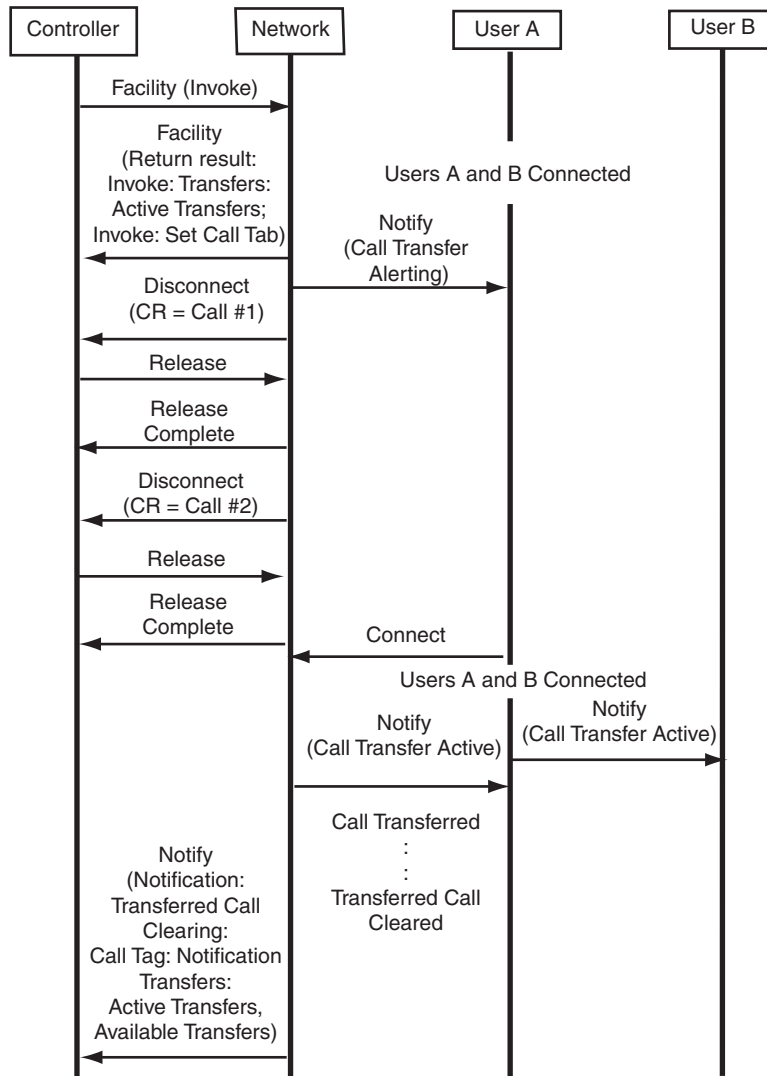 Controller
Network
User A
User B
Facility (Invoke)
Facility
(Return result:
Invoke: Transfers:
Active Transfers;
Invoke: Set Call Tab)
Users A and B Connected
Notify
(Call Transfer
Alerting)
Disconnect
(CR = Call #1)
Release
Release
Complete
Disconnect
(CR = Call #2)
Release
Release
Complete
Connect
Users A and B Connected
Notify
(Call Transfer Active)
Notify
(Call Transfer Active)
Call Transferred
:
:
Transferred Call
Cleared
Notify
(Notification:
Transferred Call
Clearing:
Call Tag: Notification
Transfers:
Active Transfers,
Available Transfers)